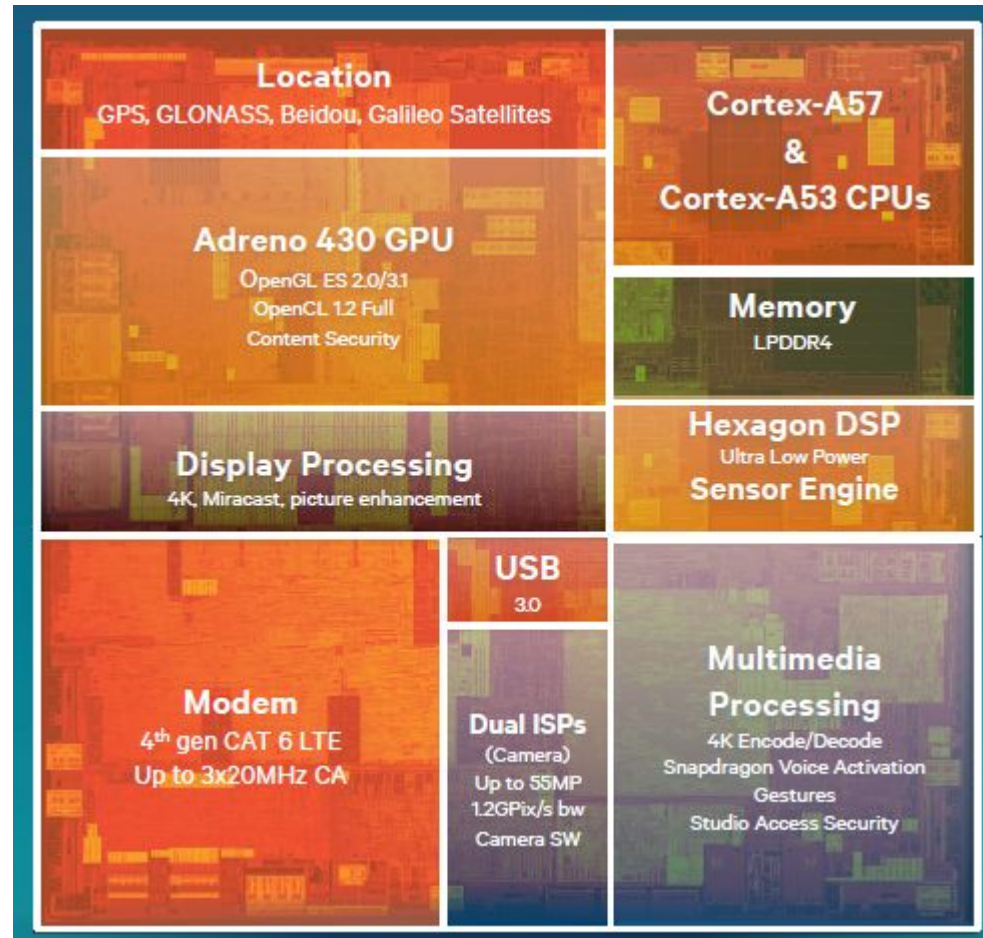 Location
GPS, GLONASS, Beidou, Galileo Satellites
Adreno 430 GPU
OpenGL ES 2.0/3.1
OpenCL 1.2 Full
Content Security
Display Processing
4K, Miracast, picture enhancement
Modem
4th gen CAT 6 LTE
Up to 3x20MHz CA
USB
3.0
Dual ISPs
(Camera)
Up to 55MP
1.2GPix/s bw
Camera SW
Cortex-A57
&
Cortex-A53 CPUs
Memory
LPDDR4
Hexagon DSP
Ultra Low Power
Sensor Engine
Multimedia
Processing
4K Encode/Decode
Snapdragon Voice Activation
Gestures
Studio Access Security